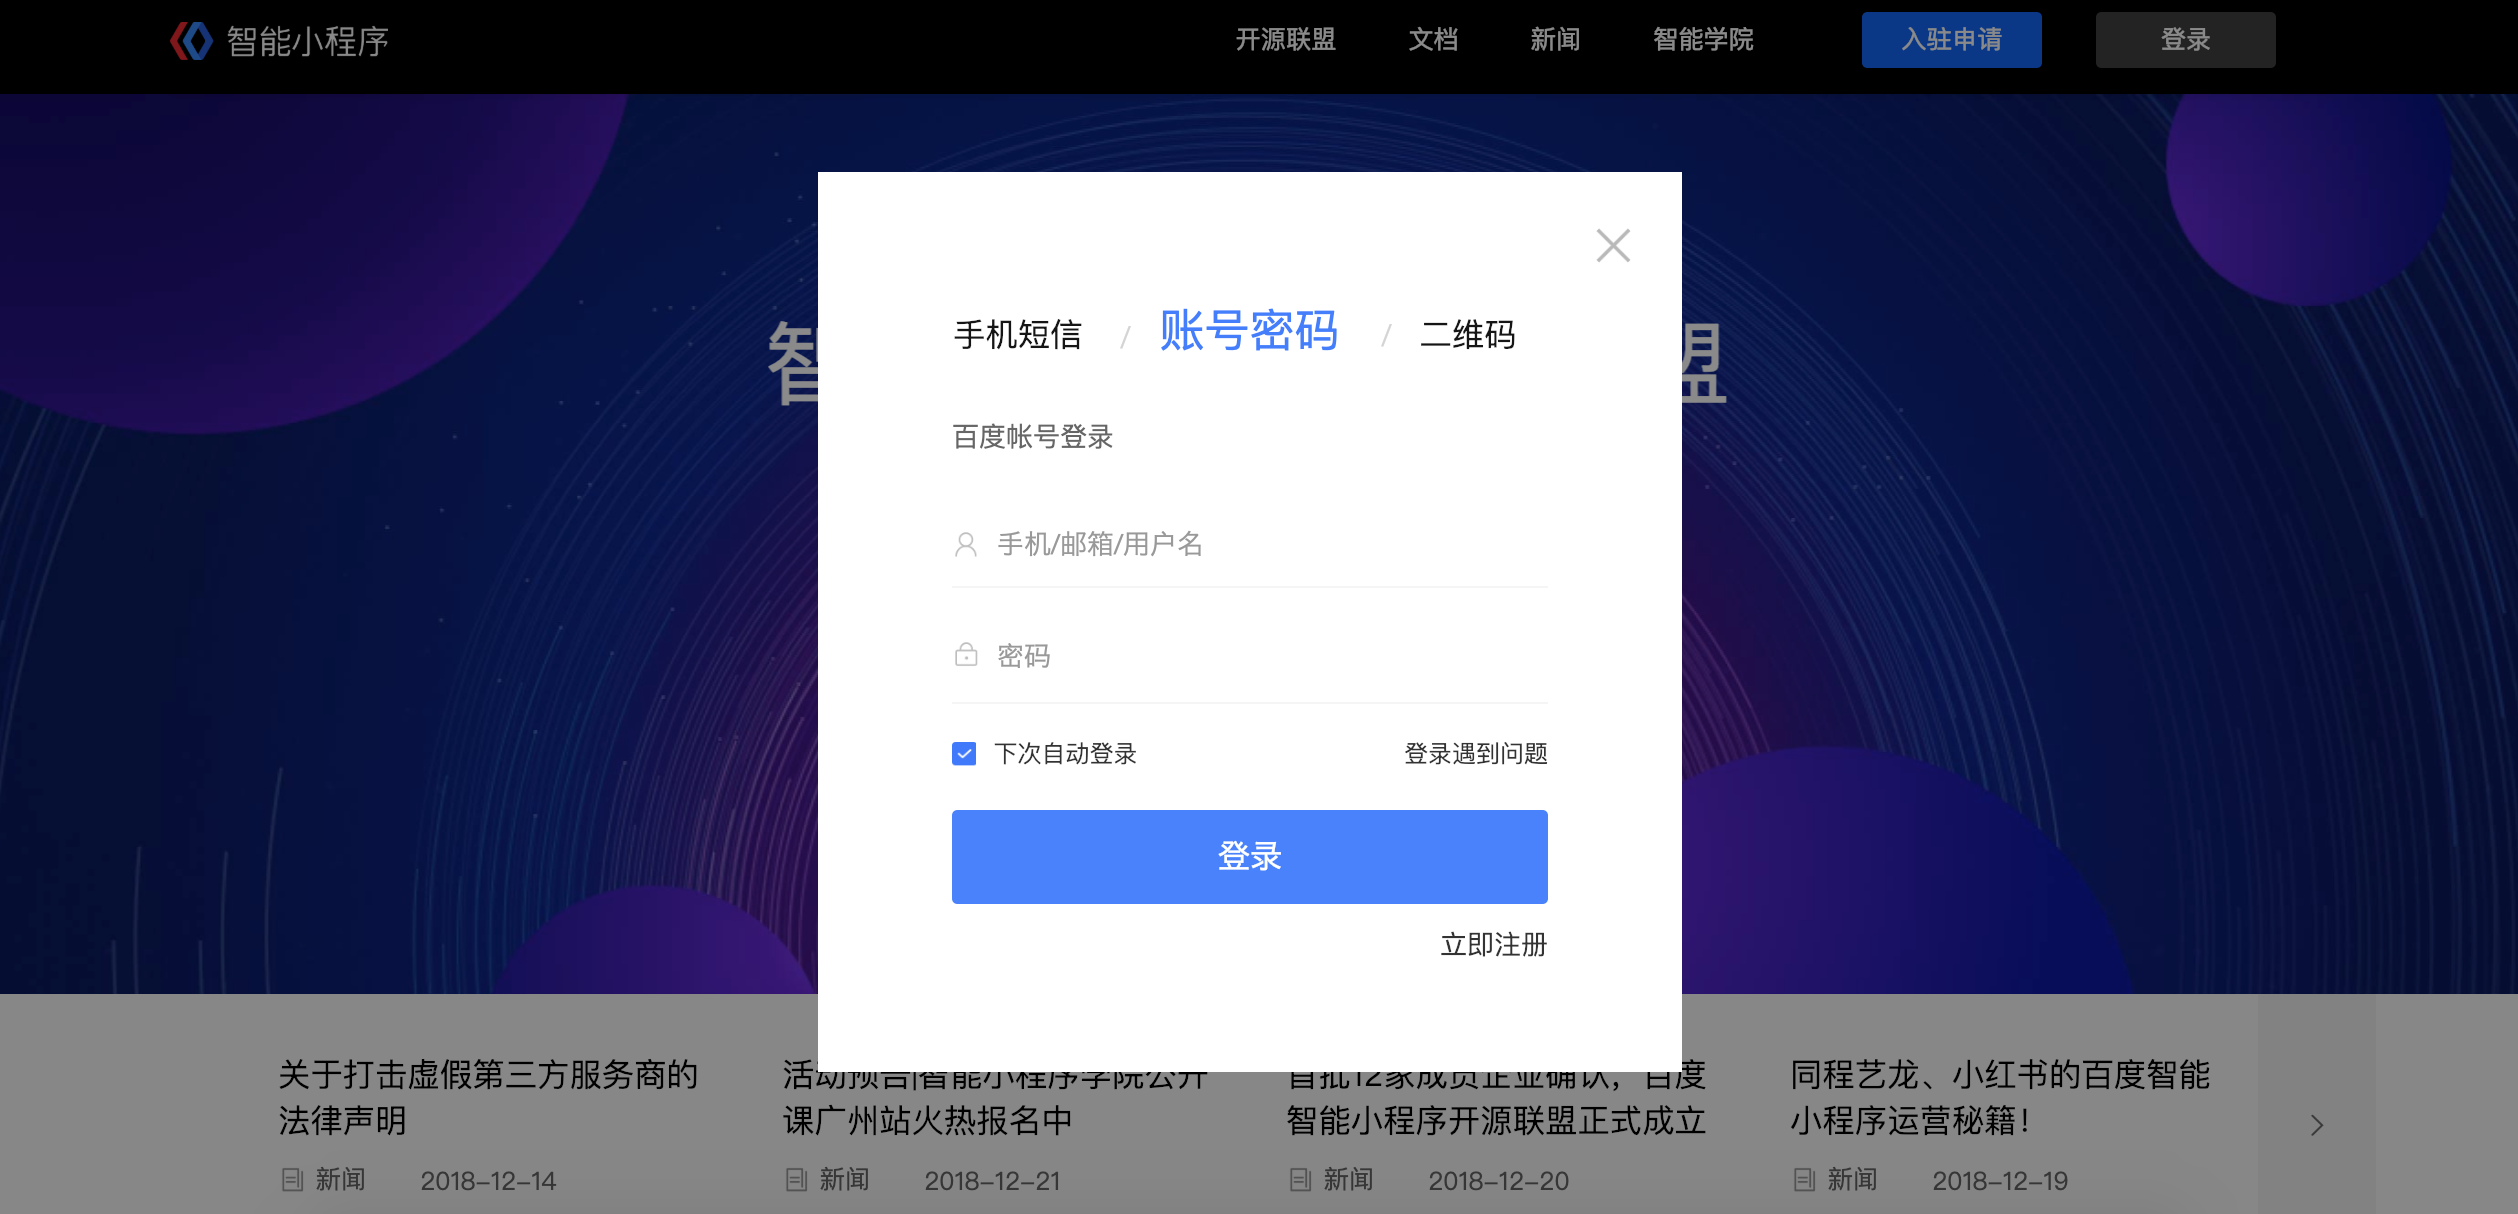 智能小程序
开源联盟
文档
新闻
智能学院
入驻申请
登录
智
盟
手机短信 / 账号密码 / 二维码
百度帐号登录
手机/邮箱/用户名
密码
下次自动登录
登录遇到问题
登录
立即注册
关于打击虚假第三方服务商的
法律声明
新闻 2018-12-14
活动预告|智能小程序学院公开
课广州站火热报名中
新闻 2018-12-21
首批12家成员企业确认，百度
智能小程序开源联盟正式成立
新闻 2018-12-20
同程艺龙、小红书的百度智能
小程序运营秘籍！
新闻 2018-12-19